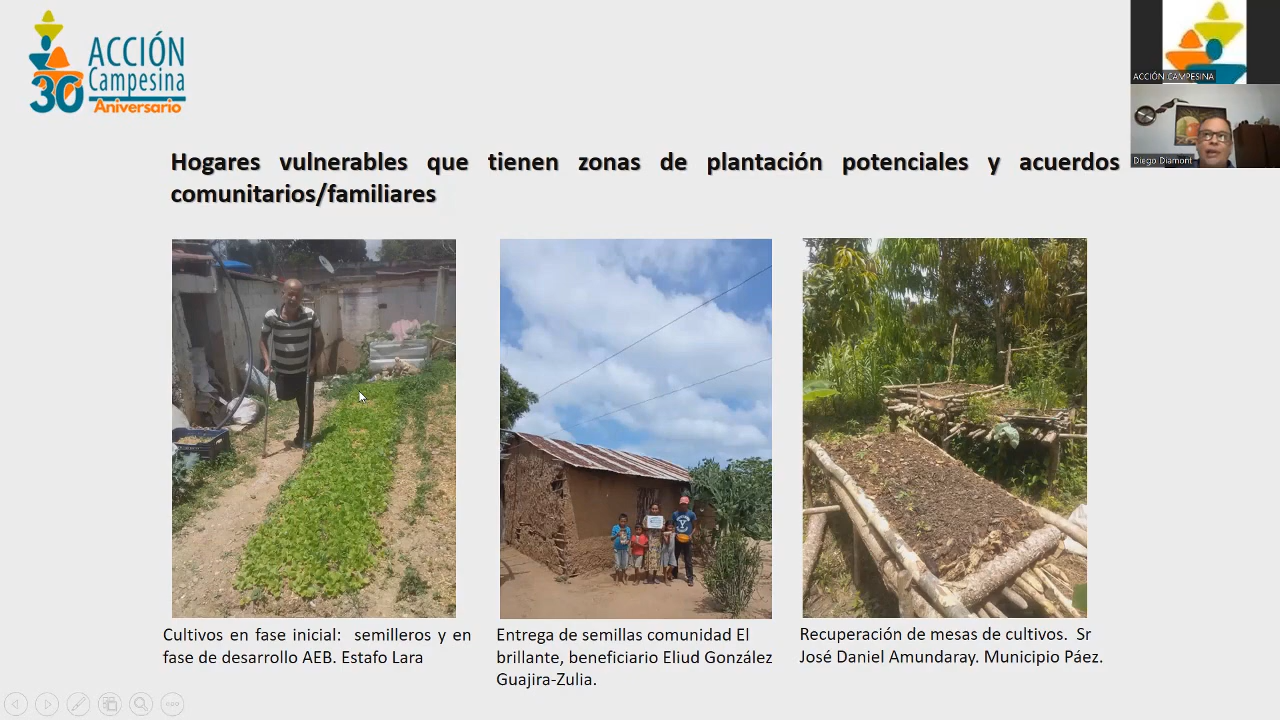 ACCIÓN
Campesina
30
Aniversario
ACCIÓN CAMPESINA
Diego Diamont
Hogares vulnerables que tienen zonas de plantación potenciales y acuerdos
comunitarios/familiares
Cultivos en fase inicial: semilleros y en
fase de desarrollo AEB. Estafo Lara
Entrega de semillas comunidad El
brillante, beneficiario Eliud González
Guajira-Zulia.
Recuperación de mesas de cultivos. Sr
José Daniel Amundaray. Municipio Páez.